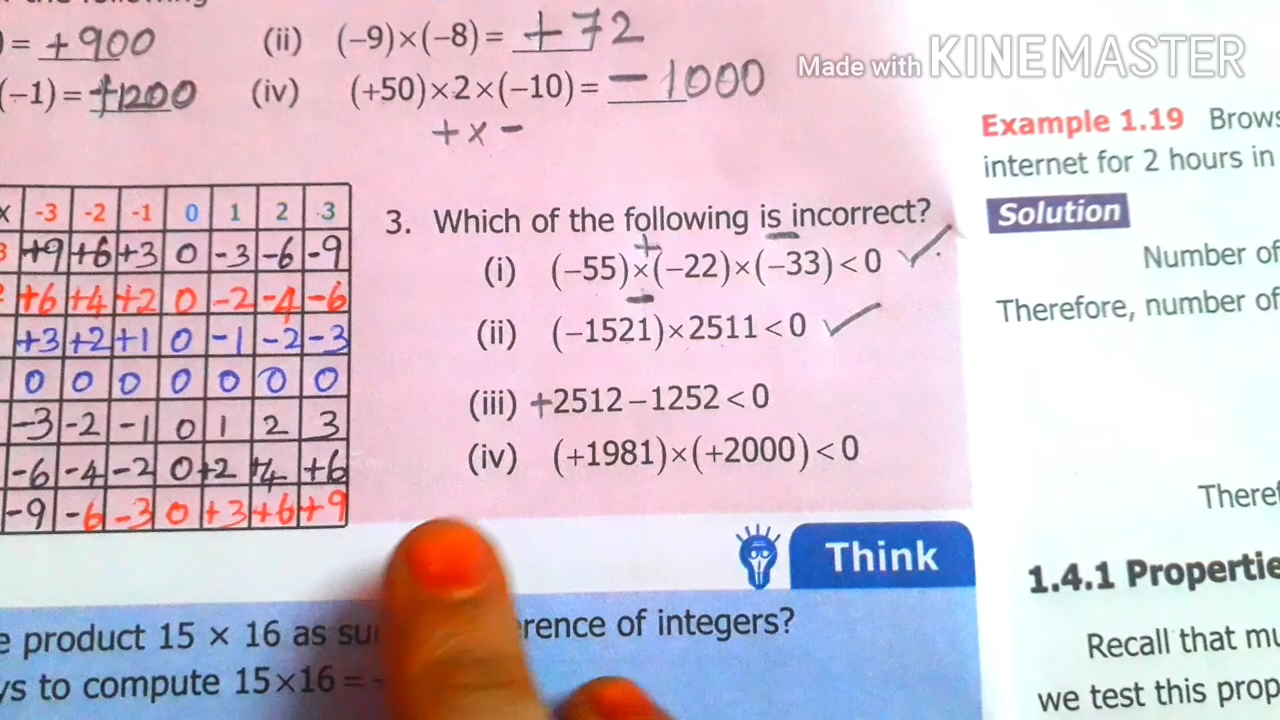 the following
) = +900 (ii) (−9)×(−8)= +72
(−1)= +1200 (iv) (+50)×2×(−10)= −1000
+ x −
Made with KINEMASTER
x -3 -2 -1 0 1 2 3
3 +9 +6 +3 0 -3 -6 -9
+6 +4 +2 0 -2 -4 -6
+3 +2 +1 0 -1 -2 -3
0 0 0 0 0 0 0
-3 -2 -1 0 1 2 3
-6 -4 -2 0 +2 +4 +6
-9 -6 -3 0 +3 +6 +9
3. Which of the following is incorrect?
+
(i) (−55)×(−22)×(−33)<0 ✓
−
(ii) (−1521)×2511<0 ✓
(iii) +2512−1252<0
(iv) (+1981)×(+2000)<0
Think
e product 15 × 16 as erence of integers?
ys to compute 15×16=
Example 1.19 Brows
internet for 2 hours in
Solution
Number of
Therefore, number of
Theref
1.4.1 Propertie
Recall that mu
we test this prop